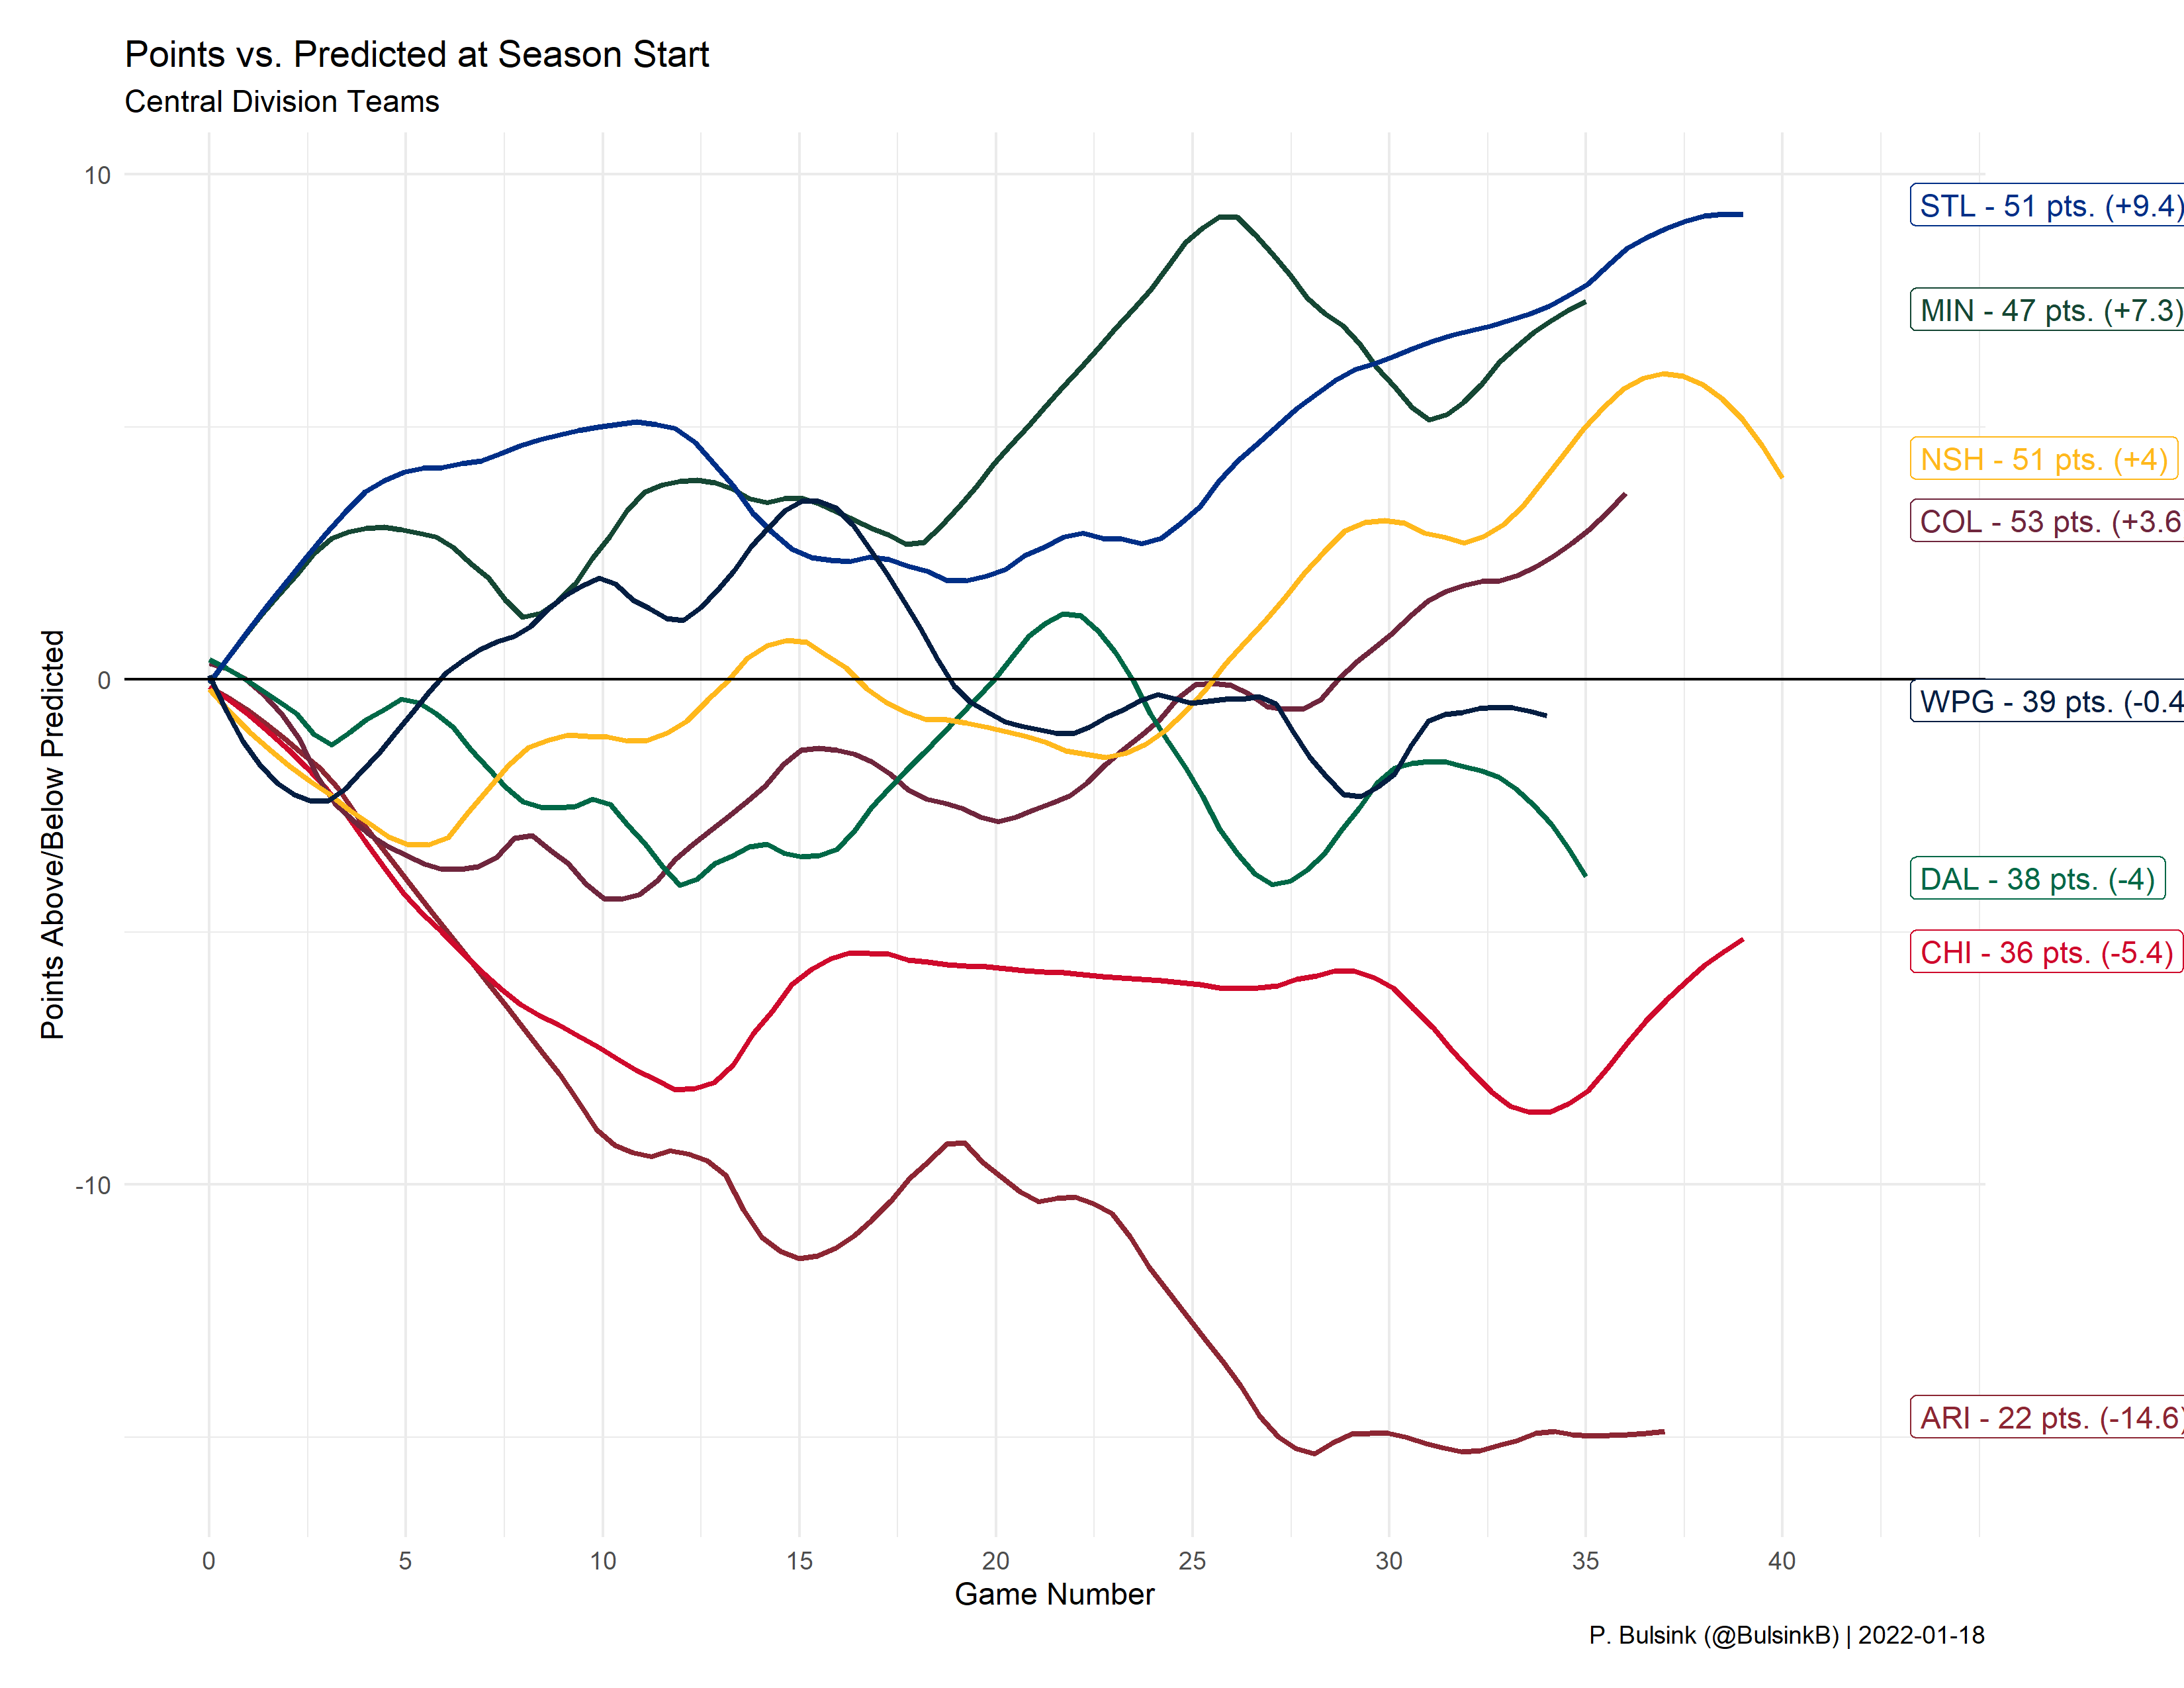 Points vs. Predicted at Season Start
Central Division Teams
Points Above/Below Predicted
10
0
-10
STL - 51 pts. (+9.4)
MIN - 47 pts. (+7.3)
NSH - 51 pts. (+4)
COL - 53 pts. (+3.6
WPG - 39 pts. (-0.4
DAL - 38 pts. (-4)
CHI - 36 pts. (-5.4)
ARI - 22 pts. (-14.6)
0 5 10 15 20 25 30 35 40
Game Number
P. Bulsink (@BulsinkB) | 2022-01-18